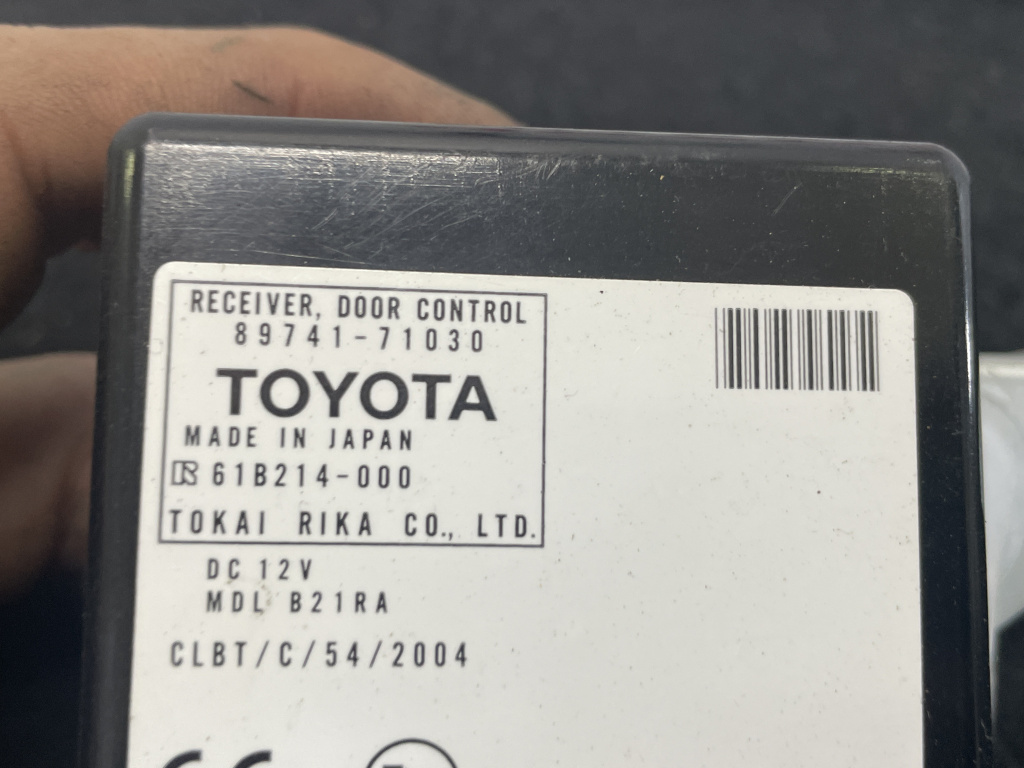 RECEIVER, DOOR CONTROL
89741-71030
TOYOTA
MADE IN JAPAN
61B214-000
TOKAI RIKA CO., LTD.
DC 12V
MDL B21RA
CLBT/C/54/2004
CE